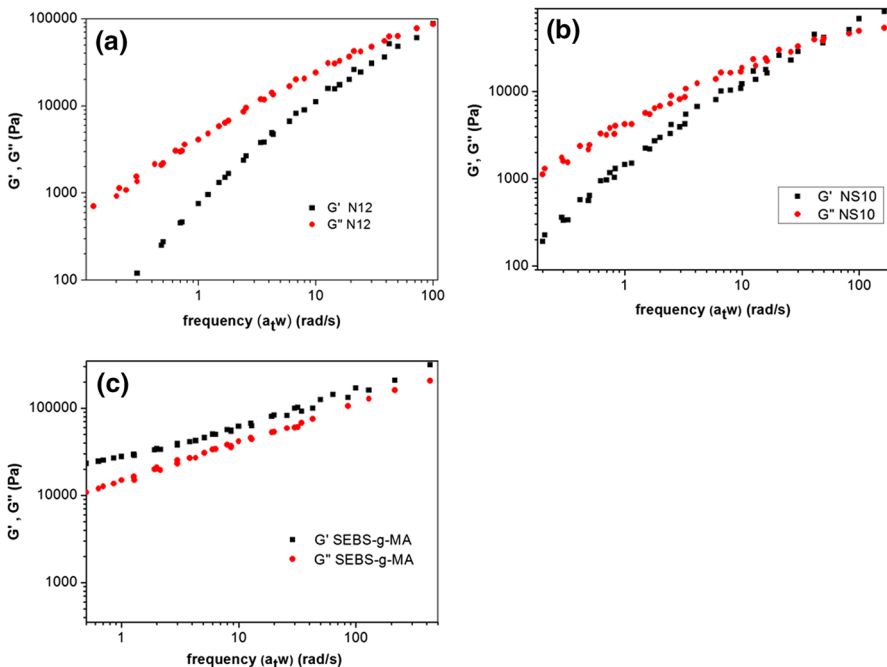 (a)
100000
10000
1000
100
G', G'' (Pa)
G' N12
G'' N12
1
10
100
frequency (aₜw) (rad/s)
(b)
100000
10000
1000
100
G', G'' (Pa)
G' NS10
G'' NS10
1
10
100
frequency (aₜw) (rad/s)
(c)
100000
10000
1000
G', G'' (Pa)
G' SEBS-g-MA
G'' SEBS-g-MA
1
10
100
frequency (aₜw) (rad/s)